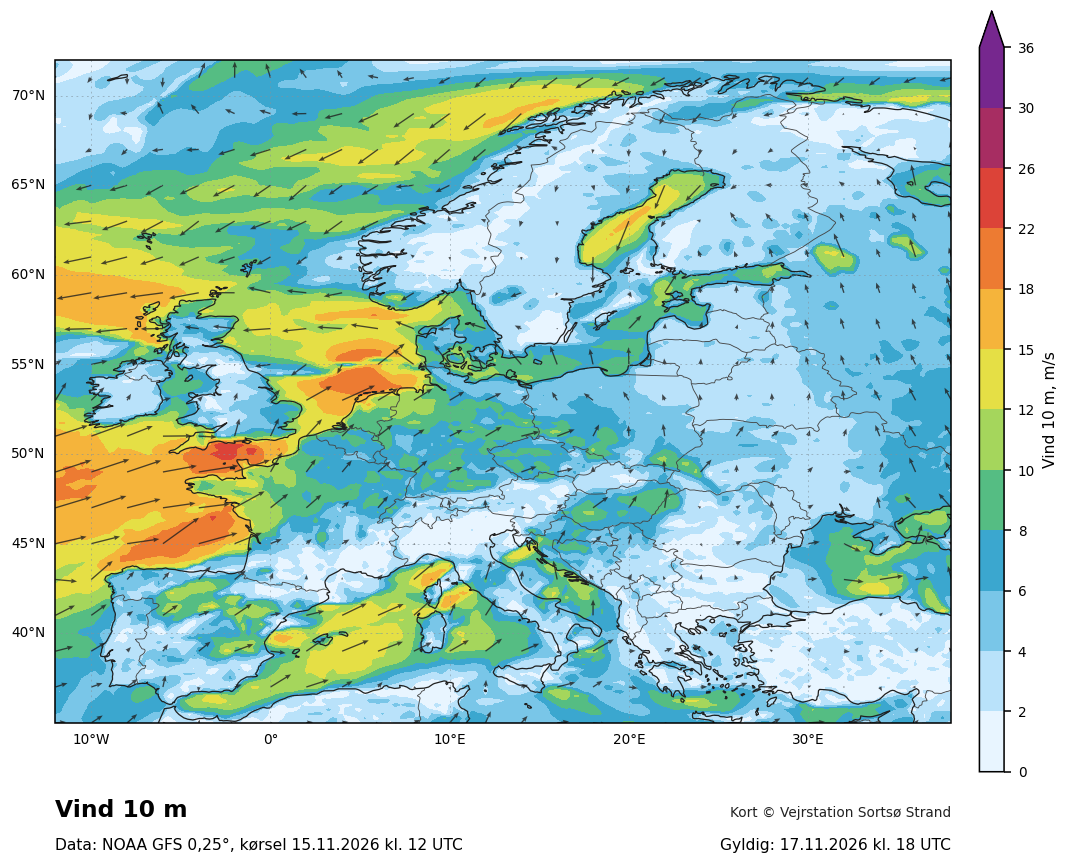 36
30
26
22
18
15
12
10
8
6
4
2
0
Vind 10 m, m/s
70°N
65°N
60°N
55°N
50°N
45°N
40°N
10°W
0°
10°E
20°E
30°E
Vind 10 m
Kort © Vejrstation Sortsø Strand
Data: NOAA GFS 0,25°, kørsel 15.11.2026 kl. 12 UTC
Gyldig: 17.11.2026 kl. 18 UTC